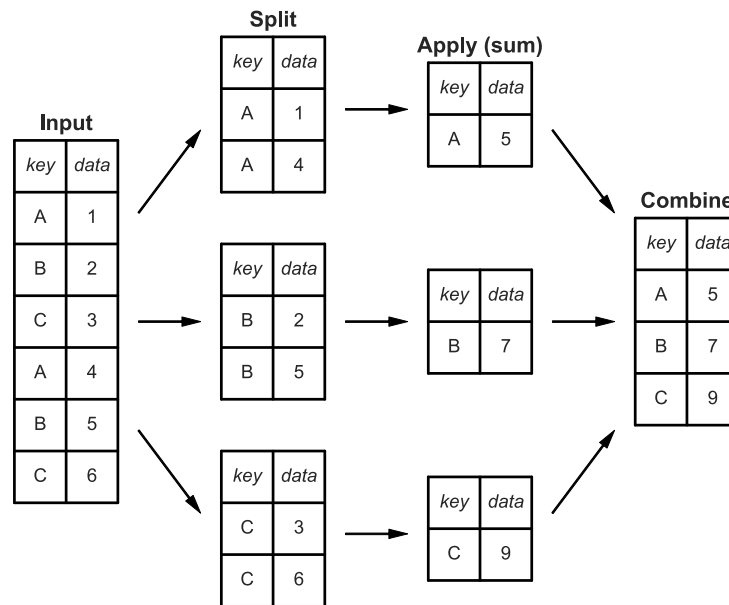 Input
key data
A 1
B 2
C 3
A 4
B 5
C 6
Split
key data
A 1
A 4
key data
B 2
B 5
key data
C 3
C 6
Apply (sum)
key data
A 5
key data
B 7
key data
C 9
Combine
key data
A 5
B 7
C 9